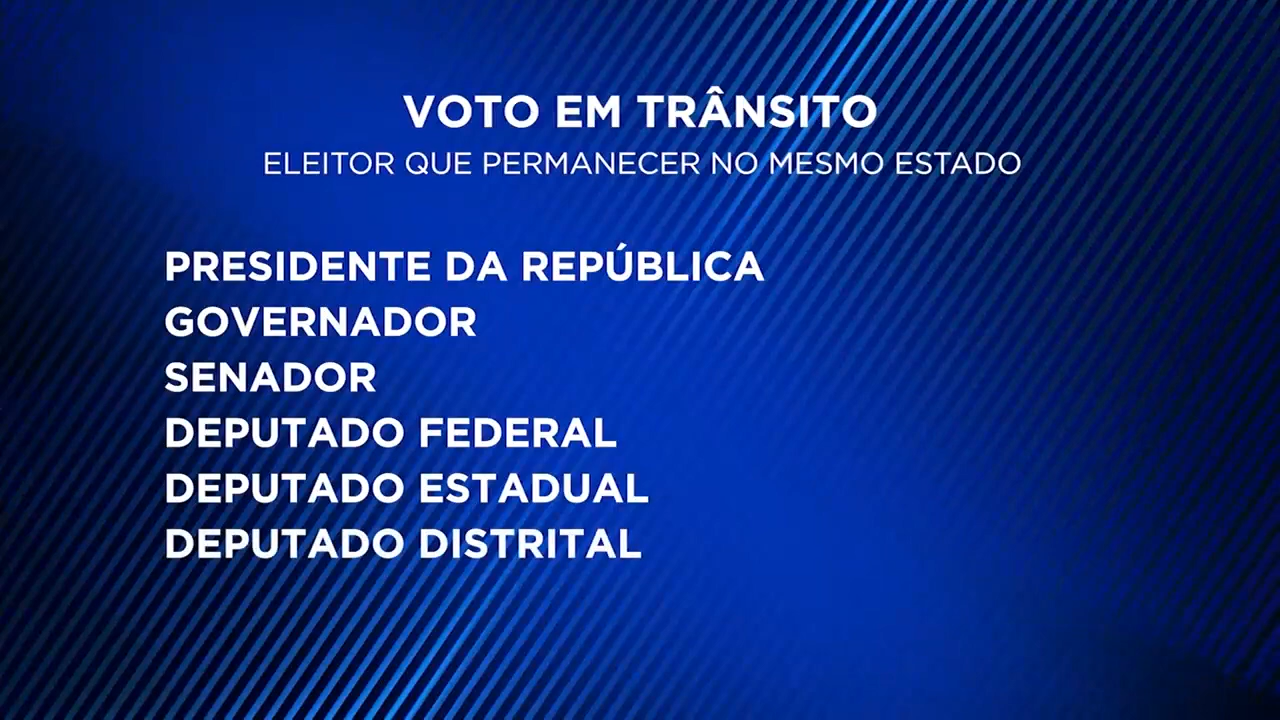 VOTO EM TRÂNSITO
ELEITOR QUE PERMANECER NO MESMO ESTADO
PRESIDENTE DA REPÚBLICA
GOVERNADOR
SENADOR
DEPUTADO FEDERAL
DEPUTADO ESTADUAL
DEPUTADO DISTRITAL